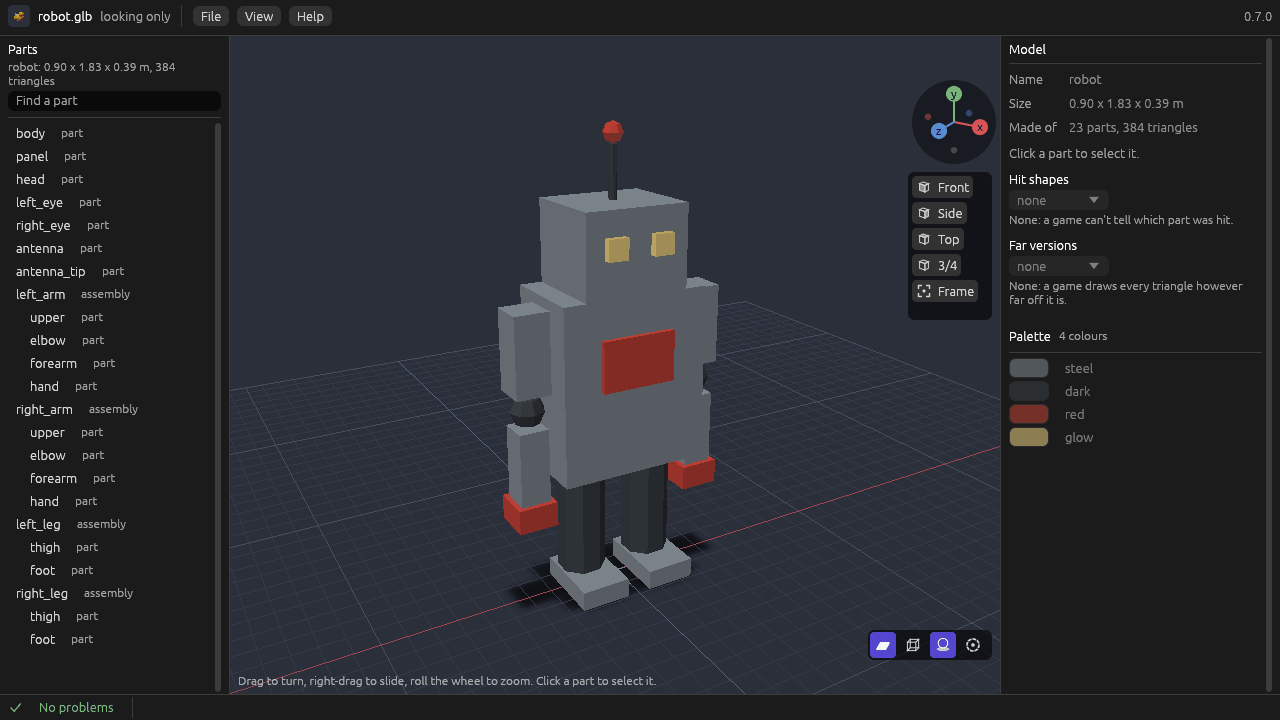 robot.glb looking only File View Help 0.7.0
Parts
robot: 0.90 x 1.83 x 0.39 m, 384
triangles
Find a part
body part
panel part
head part
left_eye part
right_eye part
antenna part
antenna_tip part
left_arm assembly
upper part
elbow part
forearm part
hand part
right_arm assembly
upper part
elbow part
forearm part
hand part
left_leg assembly
thigh part
foot part
right_leg assembly
thigh part
foot part
y
x
z
Front
Side
Top
3/4
Frame
Drag to turn, right-drag to slide, roll the wheel to zoom. Click a part to select it.
Model
Name robot
Size 0.90 x 1.83 x 0.39 m
Made of 23 parts, 384 triangles
Click a part to select it.
Hit shapes
none
None: a game can't tell which part was hit.
Far versions
none
None: a game draws every triangle however
far off it is.
Palette 4 colours
steel
dark
red
glow
No problems